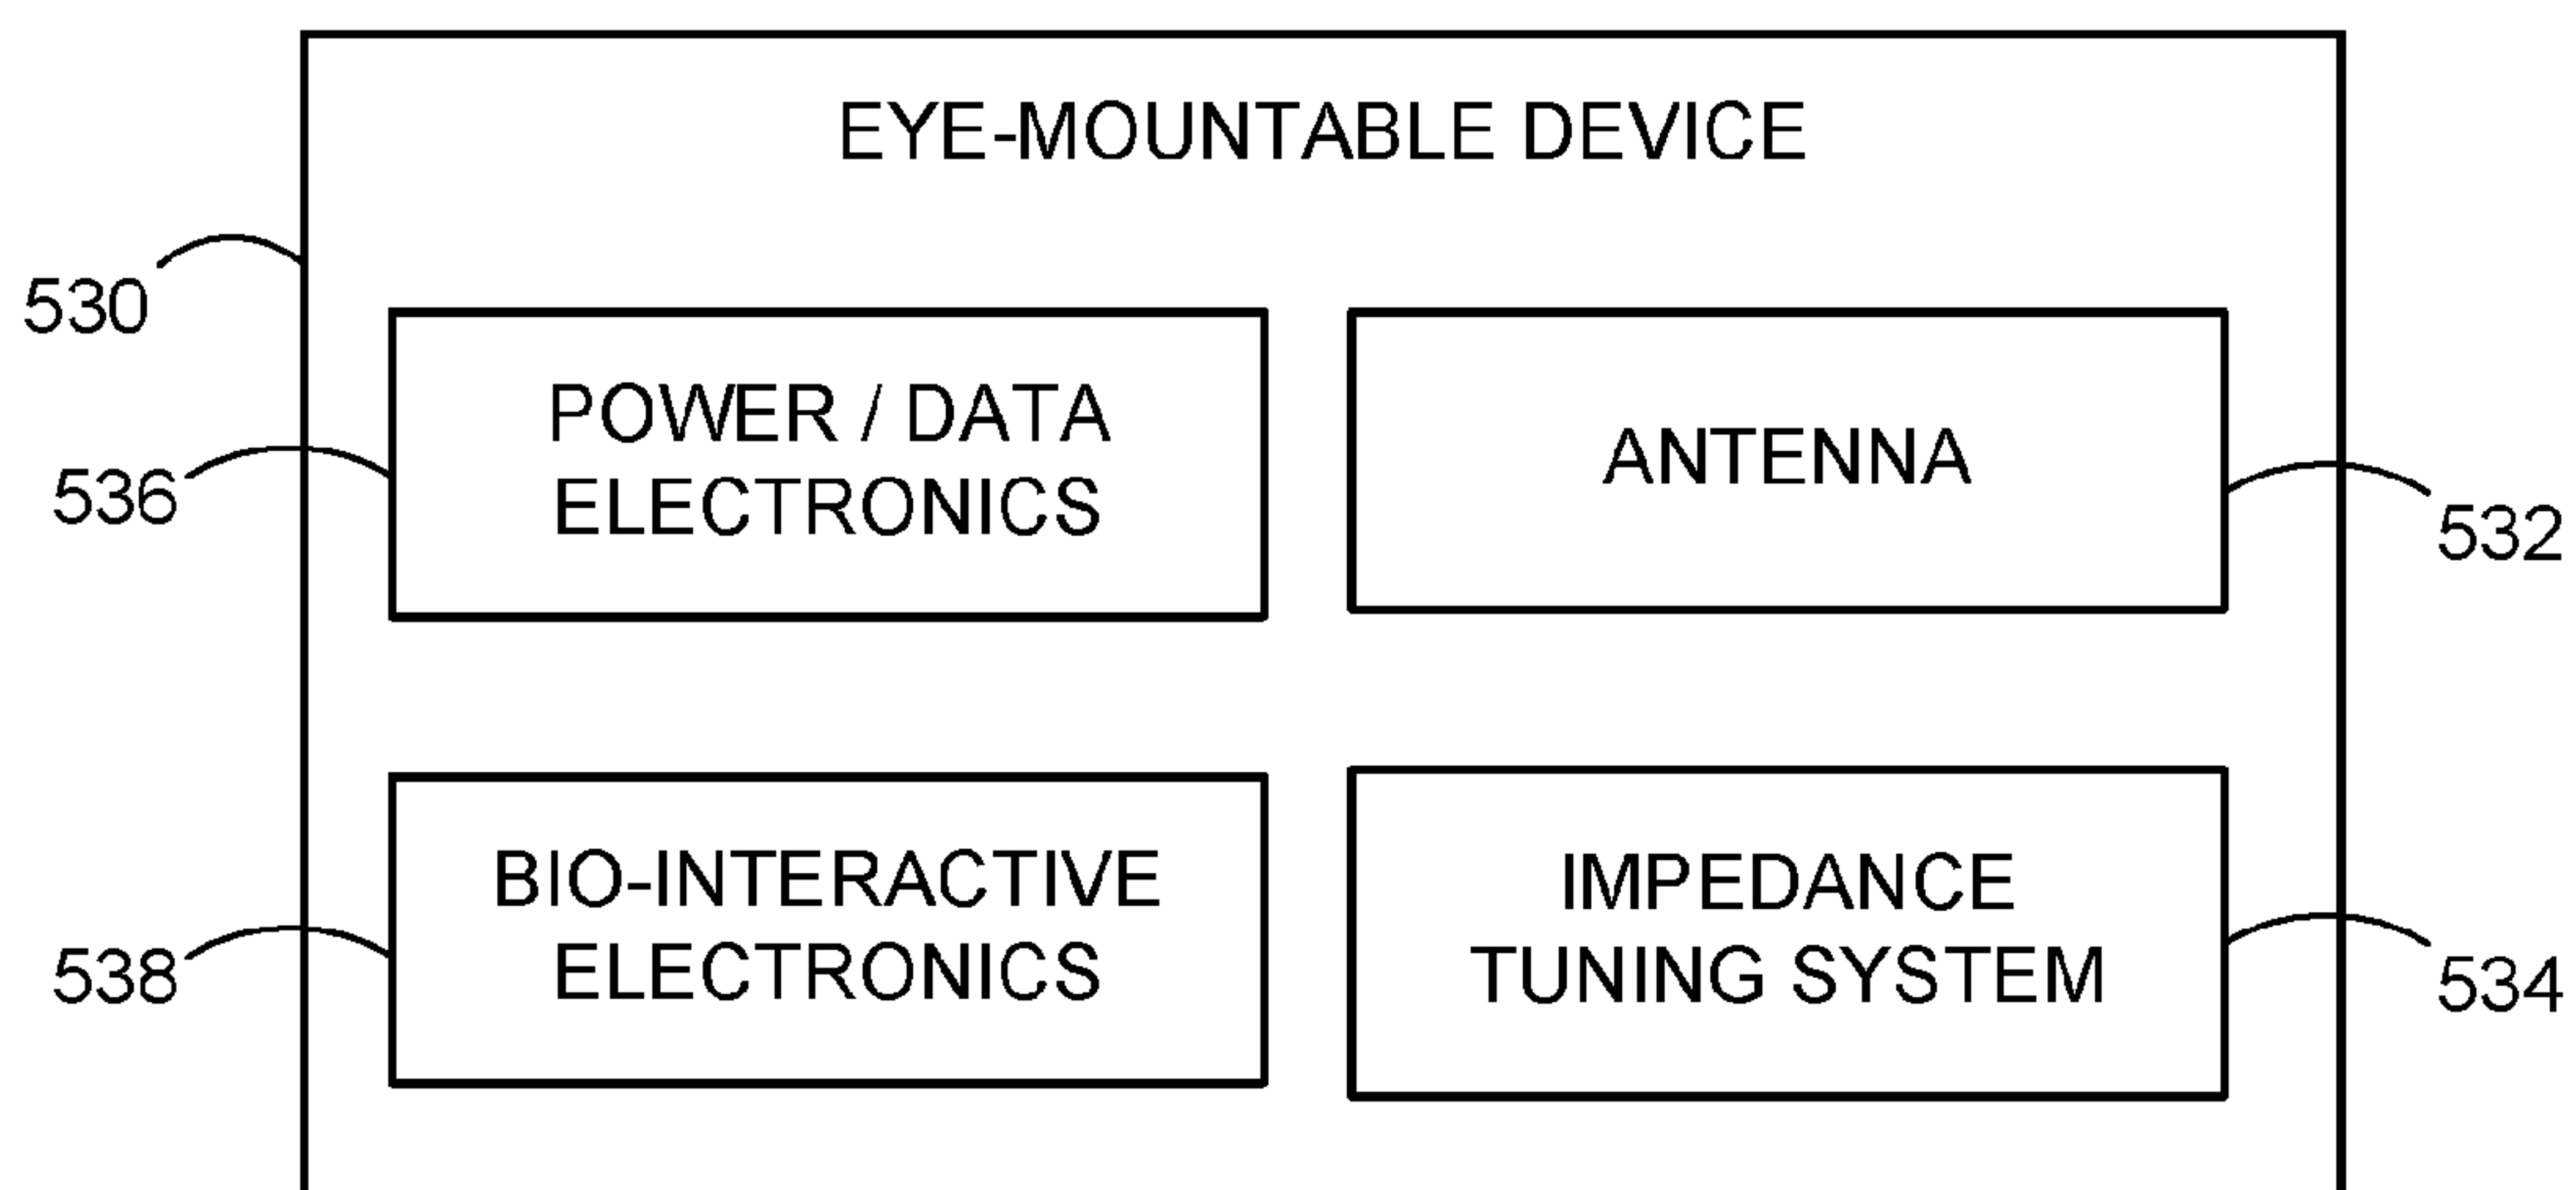 EYE-MOUNTABLE DEVICE
530
POWER / DATA
ELECTRONICS
536
ANTENNA
532
BIO-INTERACTIVE
ELECTRONICS
538
IMPEDANCE
TUNING SYSTEM
534